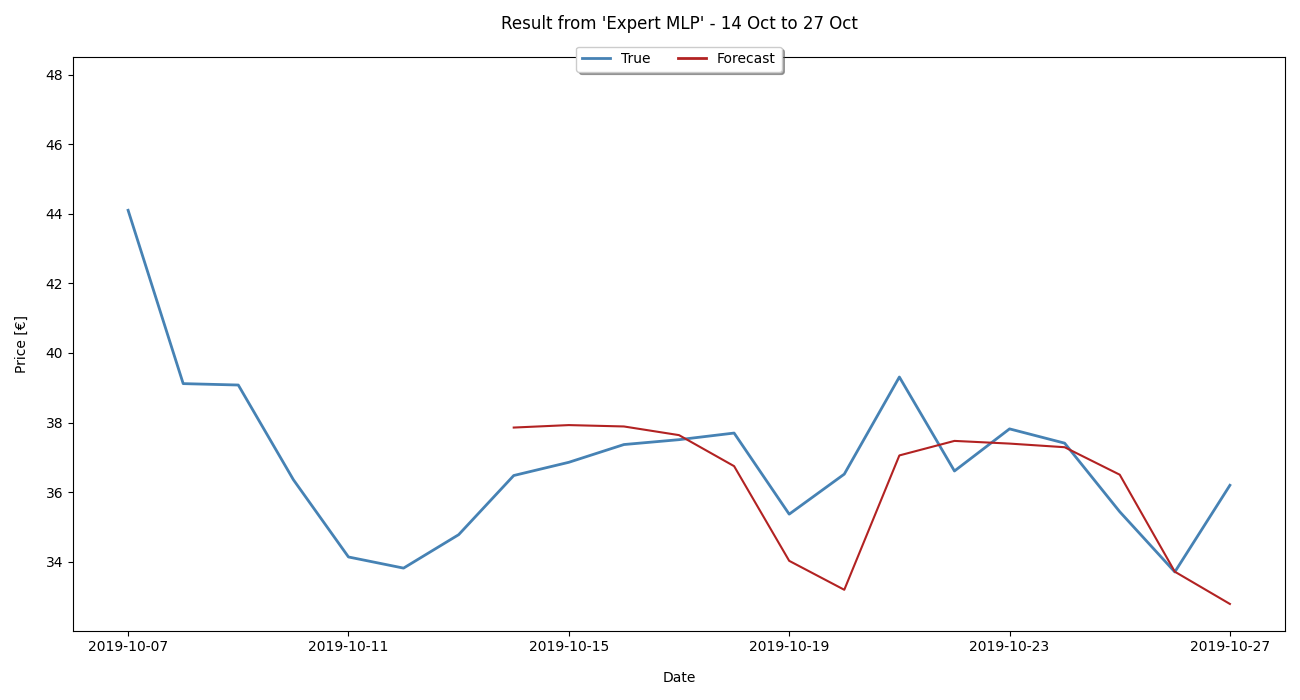 Result from 'Expert MLP' - 14 Oct to 27 Oct
True Forecast
48
46
44
42
40
38
36
34
Price [€]
2019-10-07 2019-10-11 2019-10-15 2019-10-19 2019-10-23 2019-10-27
Date